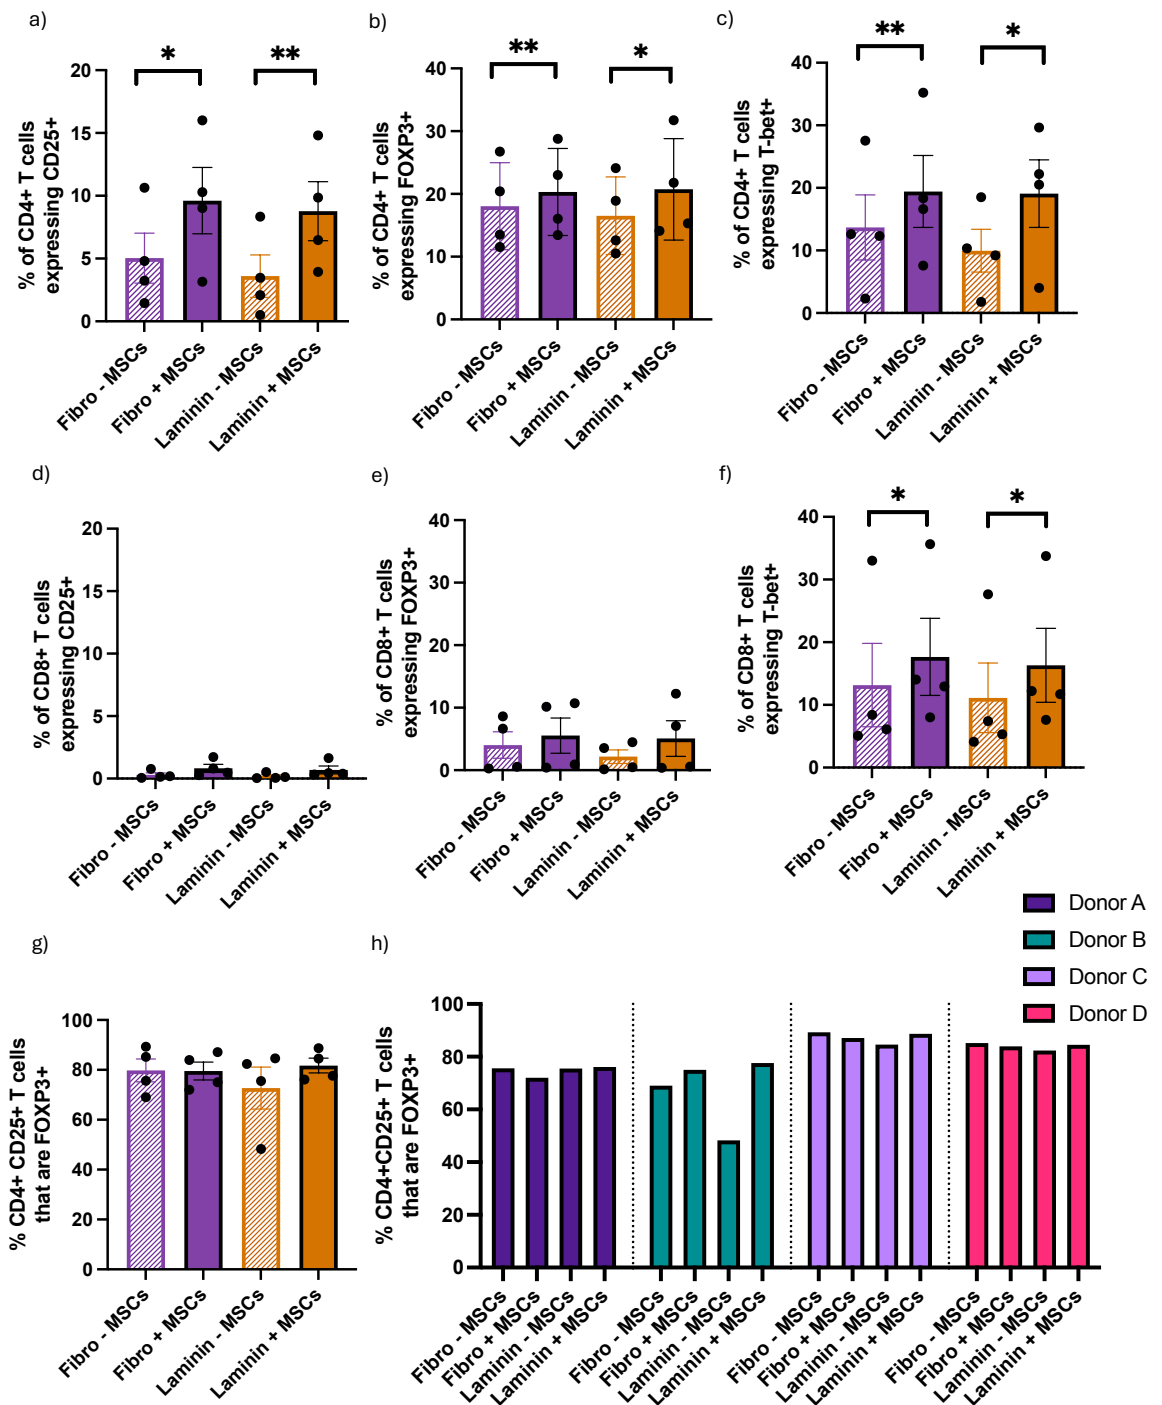 a)
% of CD4+ T cells
expressing CD25+
20
15
10
5
0
*
**
Fibro - MSCs
Fibro + MSCs
Laminin - MSCs
Laminin + MSCs
b)
% of CD4+ T cells
expressing FOXP3+
40
30
20
10
0
**
*
Fibro - MSCs
Fibro + MSCs
Laminin - MSCs
Laminin + MSCs
c)
% of CD4+ T cells
expressing T-bet+
40
30
20
10
0
**
*
Fibro - MSCs
Fibro + MSCs
Laminin - MSCs
Laminin + MSCs
d)
% of CD8+ T cells
expressing CD25+
20
15
10
5
0
Fibro - MSCs
Fibro + MSCs
Laminin - MSCs
Laminin + MSCs
e)
% of CD8+ T cells
expressing FOXP3+
40
30
20
10
0
Fibro - MSCs
Fibro + MSCs
Laminin - MSCs
Laminin + MSCs
f)
% of CD8+ T cells
expressing T-bet+
40
30
20
10
0
*
*
Fibro - MSCs
Fibro + MSCs
Laminin - MSCs
Laminin + MSCs
g)
% CD4+ CD25+ T cells
that are FOXP3+
100
80
60
40
20
0
Fibro - MSCs
Fibro + MSCs
Laminin - MSCs
Laminin + MSCs
h)
% CD4+CD25+ T cells
that are FOXP3+
100
80
60
40
20
0
Fibro - MSCs
Fibro + MSCs
Laminin - MSCs
Laminin + MSCs
Fibro - MSCs
Fibro + MSCs
Laminin - MSCs
Laminin + MSCs
Fibro - MSCs
Fibro + MSCs
Laminin - MSCs
Laminin + MSCs
Fibro - MSCs
Fibro + MSCs
Laminin - MSCs
Laminin + MSCs
Donor A
Donor B
Donor C
Donor D